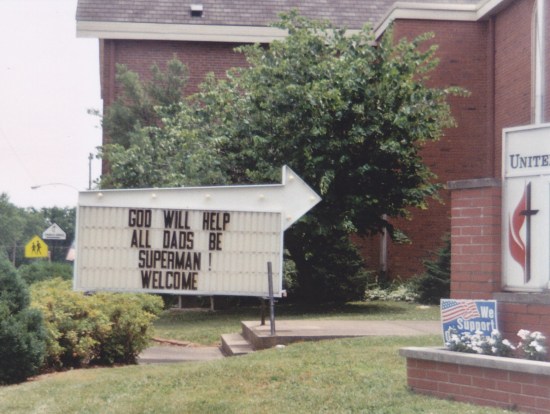 GOD WILL HELP
ALL DADS BE
SUPERMAN !
WELCOME
UNITE
We
Support